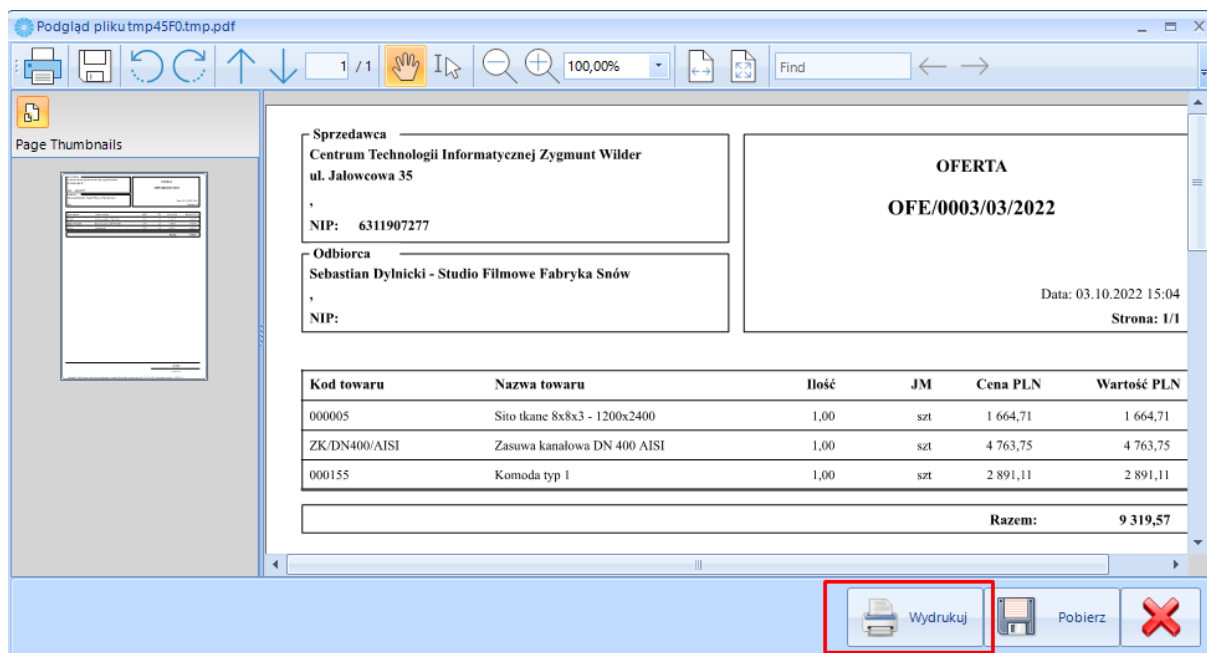 Podgląd pliku tmp45F0.tmp.pdf
1 / 1
100,00%
Find
Page Thumbnails
Sprzedawca
Centrum Technologii Informatycznej Zygmunt Wilder
ul. Jałowcowa 35
,
NIP: 6311907277
Odbiorca
Sebastian Dylnicki - Studio Filmowe Fabryka Snów
,
NIP:
OFERTA
OFE/0003/03/2022
Data: 03.10.2022 15:04
Strona: 1/1
Kod towaru Nazwa towaru Ilość JM Cena PLN Wartość PLN
000005 Sito tkane 8x8x3 - 1200x2400 1,00 szt 1 664,71 1 664,71
ZK/DN400/AISI Zasuwa kanałowa DN 400 AISI 1,00 szt 4 763,75 4 763,75
000155 Komoda typ 1 1,00 szt 2 891,11 2 891,11
Razem: 9 319,57
Wydrukuj
Pobierz